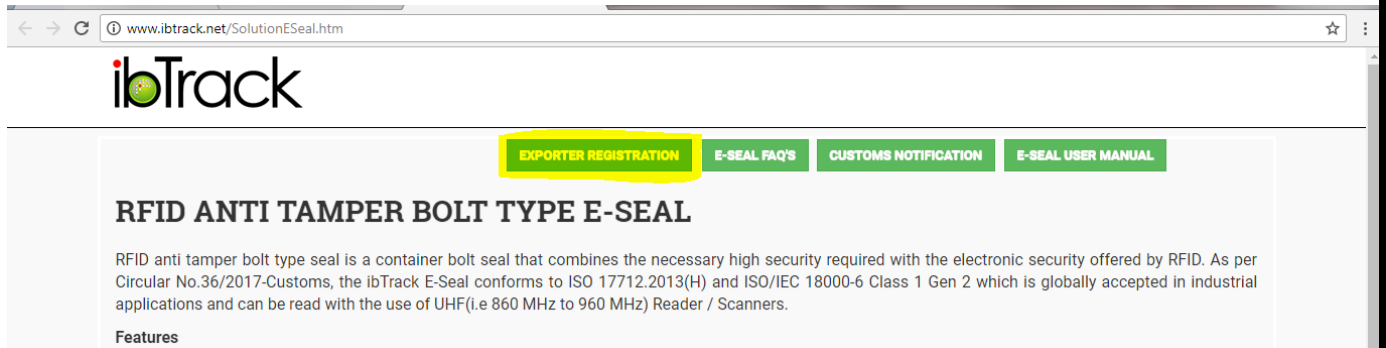 www.ibtrack.net/SolutionESeal.htm
ibTrack
EXPORTER REGISTRATION
E-SEAL FAQ'S
CUSTOMS NOTIFICATION
E-SEAL USER MANUAL
RFID ANTI TAMPER BOLT TYPE E-SEAL
RFID anti tamper bolt type seal is a container bolt seal that combines the necessary high security required with the electronic security offered by RFID. As per
Circular No.36/2017-Customs, the ibTrack E-Seal conforms to ISO 17712.2013(H) and ISO/IEC 18000-6 Class 1 Gen 2 which is globally accepted in industrial
applications and can be read with the use of UHF(i.e 860 MHz to 960 MHz) Reader / Scanners.
Features